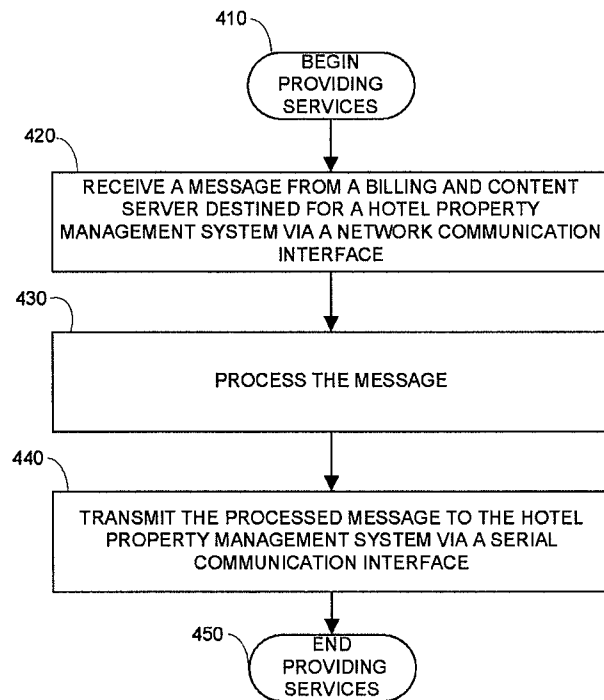 410
BEGIN
PROVIDING
SERVICES
420
RECEIVE A MESSAGE FROM A BILLING AND CONTENT
SERVER DESTINED FOR A HOTEL PROPERTY
MANAGEMENT SYSTEM VIA A NETWORK COMMUNICATION
INTERFACE
430
PROCESS THE MESSAGE
440
TRANSMIT THE PROCESSED MESSAGE TO THE HOTEL
PROPERTY MANAGEMENT SYSTEM VIA A SERIAL
COMMUNICATION INTERFACE
450
END
PROVIDING
SERVICES